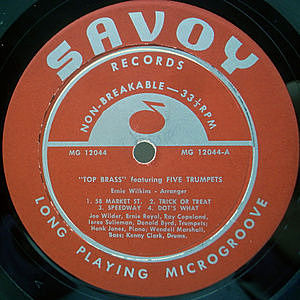 SAVOY
RECORDS
NON-BREAKABLE—33⅓RPM
MG 12044
MG 12044-A
"TOP BRASS" featuring FIVE TRUMPETS
Ernie Wilkins - Arranger
1. 58 MARKET ST. 2. TRICK OR TREAT
3. SPEEDWAY 4. DOT'S WHAT
Joe Wilder, Ernie Royal, Ray Copeland,
Idrees Sulieman, Donald Byrd, Trumpets;
Hank Jones, Piano; Wendell Marshall,
Bass; Kenny Clark, Drums.
LONG PLAYING MICROGROOVE